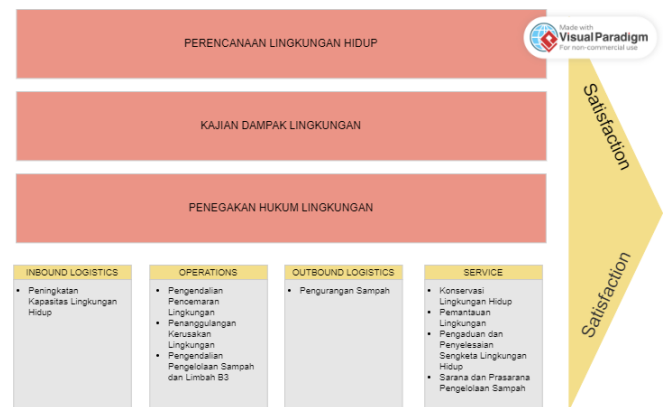 Made with
Visual Paradigm
For non-commercial use
PERENCANAAN LINGKUNGAN HIDUP
KAJIAN DAMPAK LINGKUNGAN
PENEGAKAN HUKUM LINGKUNGAN
Satisfaction
Satisfaction
INBOUND LOGISTICS
• Peningkatan
Kapasitas Lingkungan
Hidup
OPERATIONS
• Pengendalian
Pencemaran
Lingkungan
• Penanggulangan
Kerusakan
Lingkungan
• Pengendalian
Pengelolaan Sampah
dan Limbah B3
OUTBOUND LOGISTICS
• Pengurangan Sampah
SERVICE
• Konservasi
Lingkungan Hidup
• Pemantauan
Lingkungan
• Pengaduan dan
Penyelesaian
Sengketa Lingkungan
Hidup
• Sarana dan Prasarana
Pengelolaan Sampah